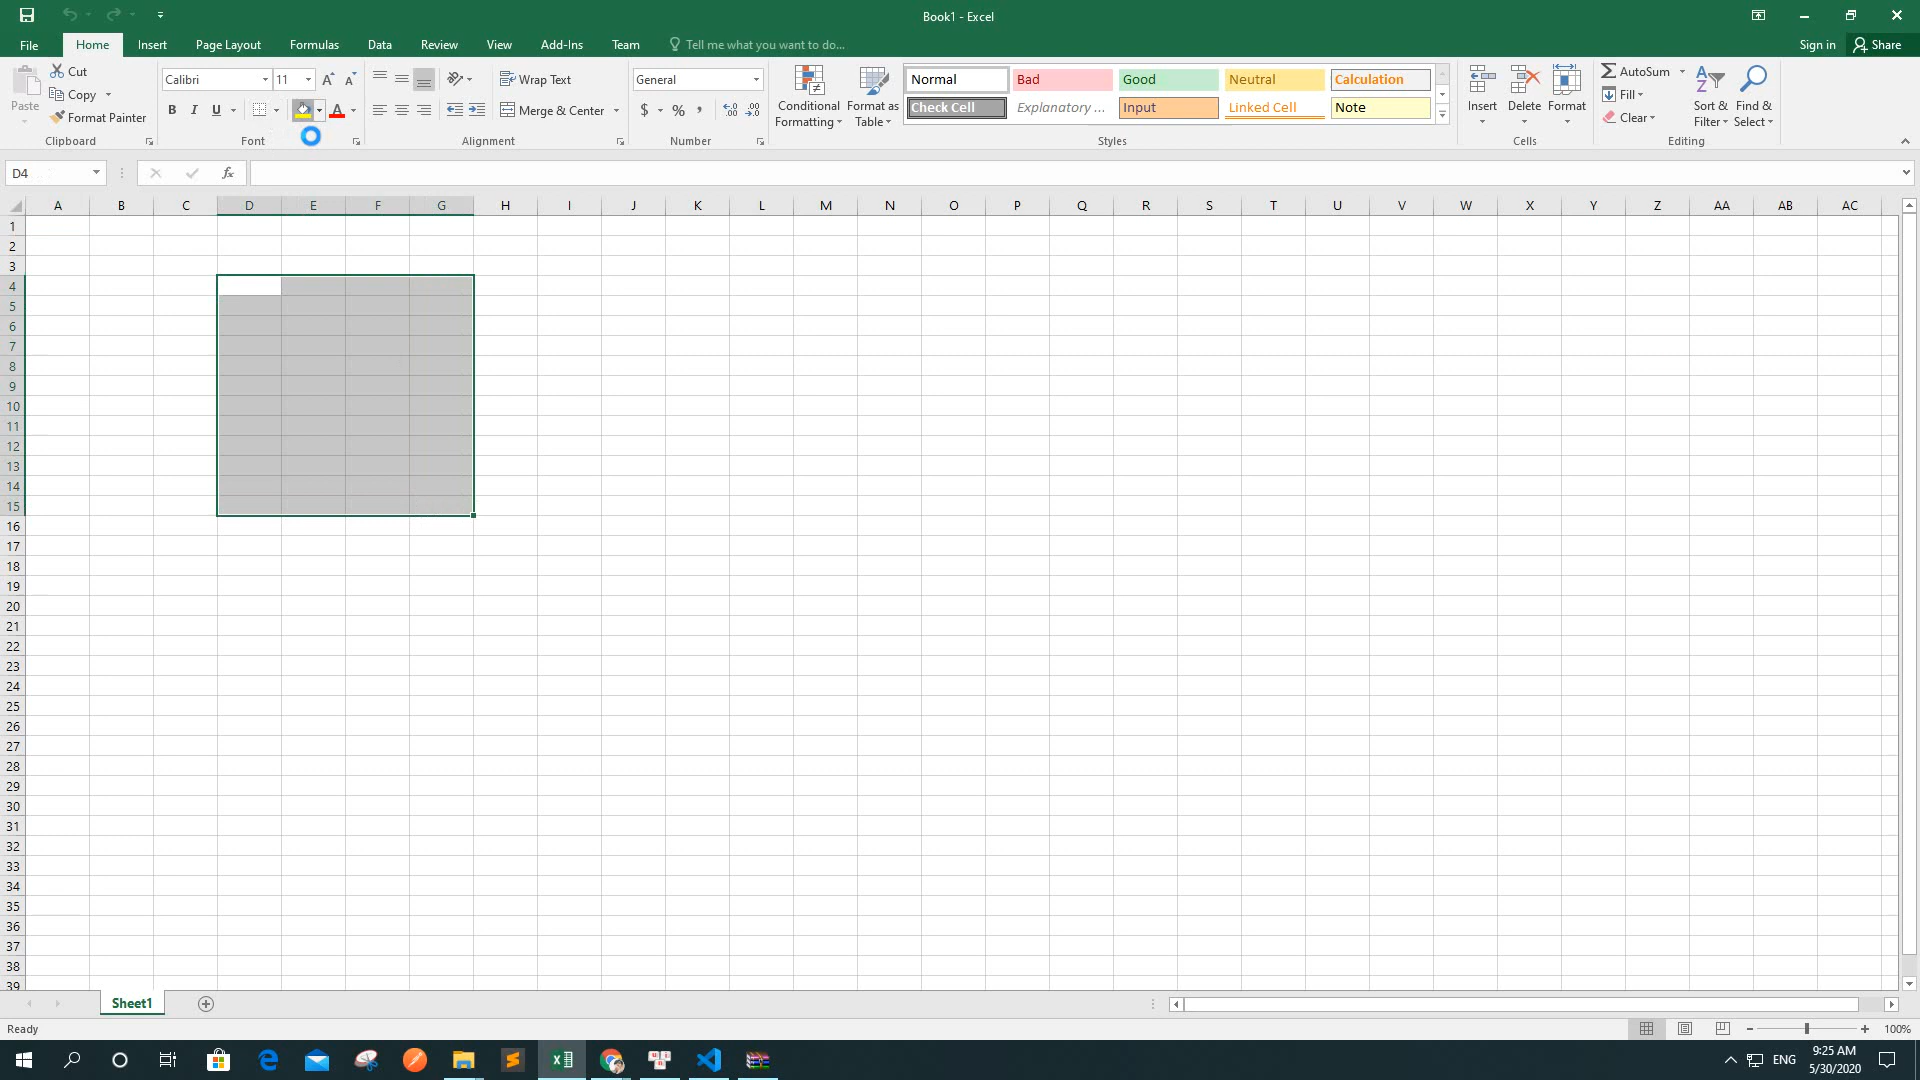 Book1 - Excel
File Home Insert Page Layout Formulas Data Review View Add-Ins Team Tell me what you want to do... Sign in Share
Paste
Cut
Copy
Format Painter
Clipboard
Calibri 11
B I U A
Font
Wrap Text
Merge & Center
Alignment
General
$ % ,
Number
Conditional Formatting
Format as Table
Normal Bad Good Neutral Calculation
Check Cell Explanatory ... Input Linked Cell Note
Styles
Insert Delete Format
Cells
AutoSum
Fill
Clear
Sort & Filter
Find & Select
Editing
D4 fx
A B C D E F G H I J K L M N O P Q R S T U V W X Y Z AA AB AC
1
2
3
4
5
6
7
8
9
10
11
12
13
14
15
16
17
18
19
20
21
22
23
24
25
26
27
28
29
30
31
32
33
34
35
36
37
38
39
Sheet1
Ready 100%
ENG 9:25 AM
5/30/2020